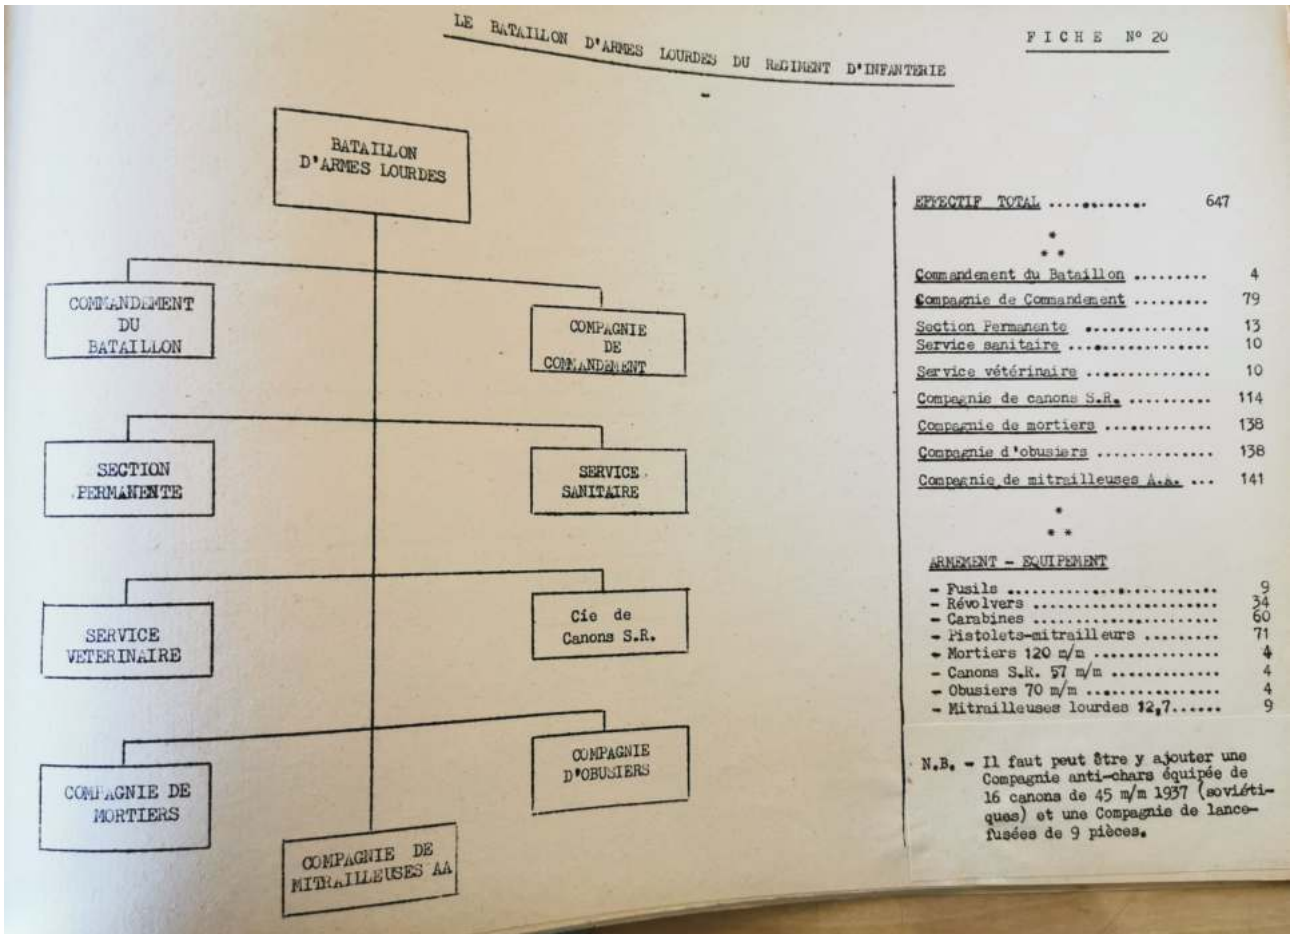 LE BATAILLON D'ARMES LOURDES DU REGIMENT D'INFANTERIE
FICHE N° 20
BATAILLON
D'ARMES LOURDES
COMMANDEMENT
DU
BATAILLON
COMPAGNIE
DE
COMMANDEMENT
SECTION
PERMANENTE
SERVICE
SANITAIRE
SERVICE
VETERINAIRE
Cie de
Canons S.R.
COMPAGNIE DE
MORTIERS
COMPAGNIE
D'OBUSIERS
COMPAGNIE DE
MITRAILLEUSES AA
EFFECTIF TOTAL ............ 647
*
* *
Commandement du Bataillon ......... 4
Compagnie de Commandement ......... 79
Section Permanente .............. 13
Service sanitaire ................ 10
Service vétérinaire ............... 10
Compagnie de canons S.R. .......... 114
Compagnie de mortiers ............. 138
Compagnie d'obusiers .............. 138
Compagnie de mitrailleuses A.A. ... 141
*
* *
ARMEMENT - EQUIPEMENT
- Fusils ....................... 9
- Révolvers .................... 34
- Carabines .................... 60
- Pistolets-mitrailleurs ......... 71
- Mortiers 120 m/m .............. 4
- Canons S.R. 57 m/m ............. 4
- Obusiers 70 m/m ................ 4
- Mitrailleuses lourdes 12,7...... 9
N.B. - Il faut peut être y ajouter une
Compagnie anti-chars équipée de
16 canons de 45 m/m 1937 (soviéti-
ques) et une Compagnie de lance-
fusées de 9 pièces.